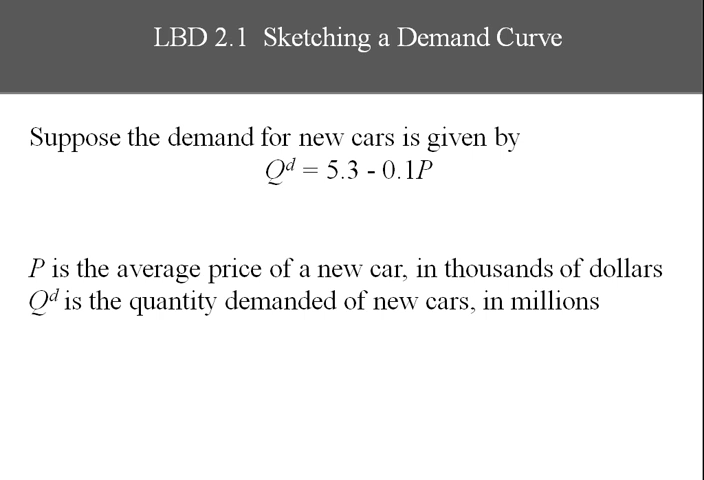 LBD 2.1 Sketching a Demand Curve
Suppose the demand for new cars is given by
Qᵈ = 5.3 - 0.1P
P is the average price of a new car, in thousands of dollars
Qᵈ is the quantity demanded of new cars, in millions